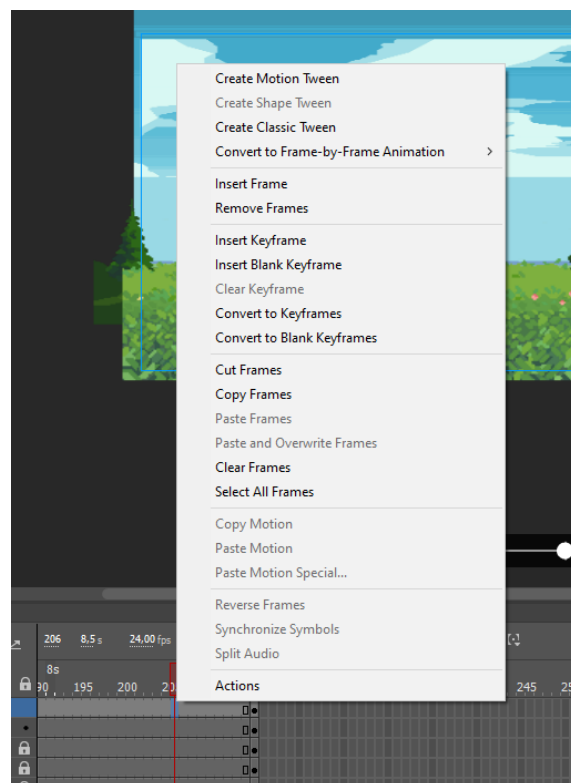 Create Motion Tween
Create Shape Tween
Create Classic Tween
Convert to Frame-by-Frame Animation
Insert Frame
Remove Frames
Insert Keyframe
Insert Blank Keyframe
Clear Keyframe
Convert to Keyframes
Convert to Blank Keyframes
Cut Frames
Copy Frames
Paste Frames
Paste and Overwrite Frames
Clear Frames
Select All Frames
Copy Motion
Paste Motion
Paste Motion Special...
Reverse Frames
Synchronize Symbols
Split Audio
Actions
206 8,5 s 24,00 fps
8s
90 195 200 20 245 25